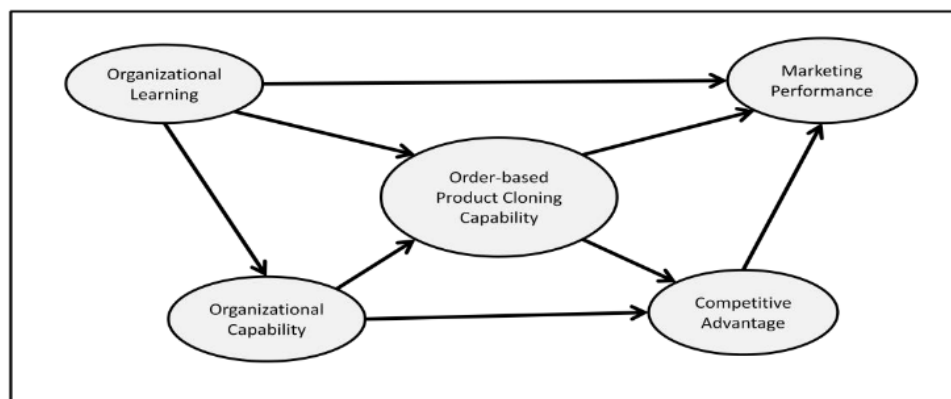 Organizational
Learning
Marketing
Performance
Order-based
Product Cloning
Capability
Organizational
Capability
Competitive
Advantage